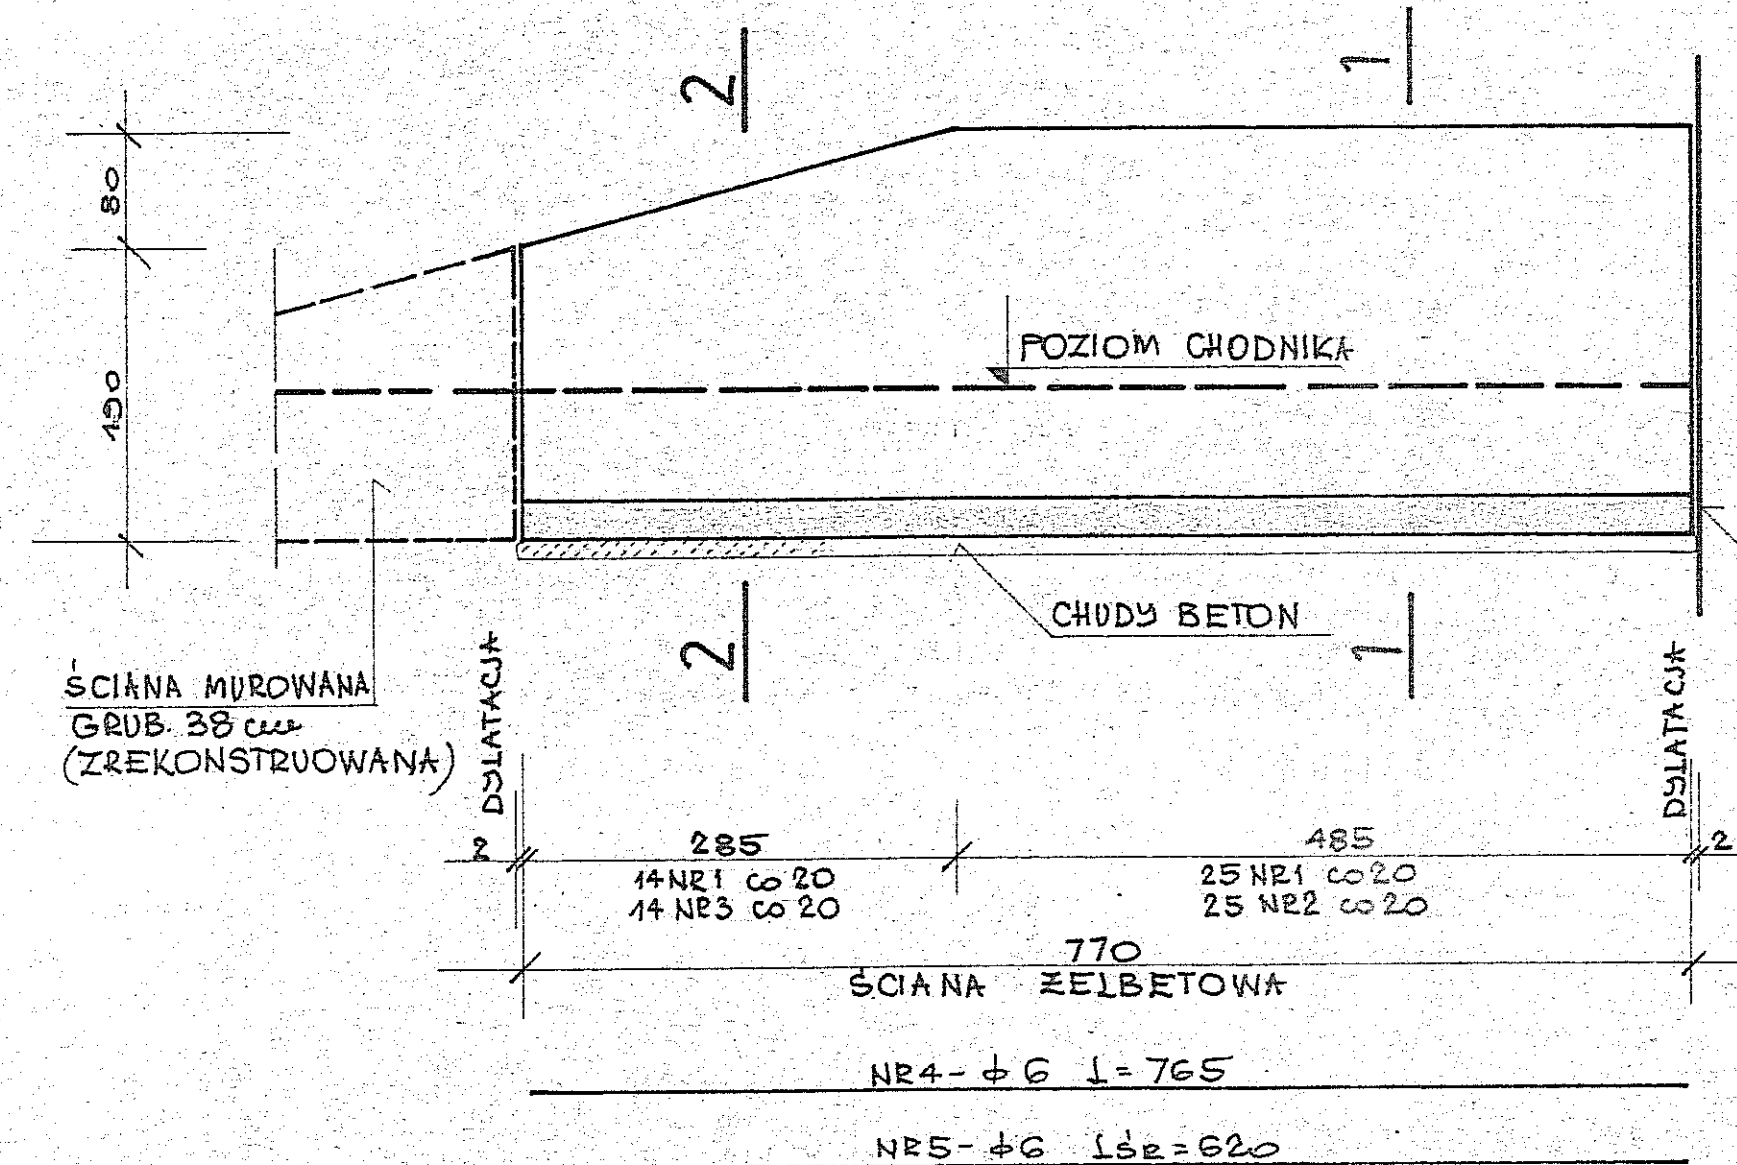 2
1
80
190
POZIOM CHODNIKA
CHUDY BETON
2
1
ŚCIANA MUROWANA
GRUB. 38 cm
(ZREKONSTRUOWANA)
DYLATACJA
DYLATACJA
2
285
485
2
14 NR1 co 20
25 NR1 co 20
14 NR3 co 20
25 NR2 co 20
770
ŚCIANA ŻELBETOWA
NR4 - ϕ 6 L = 765
NR5 - ϕ6 LśR = 620